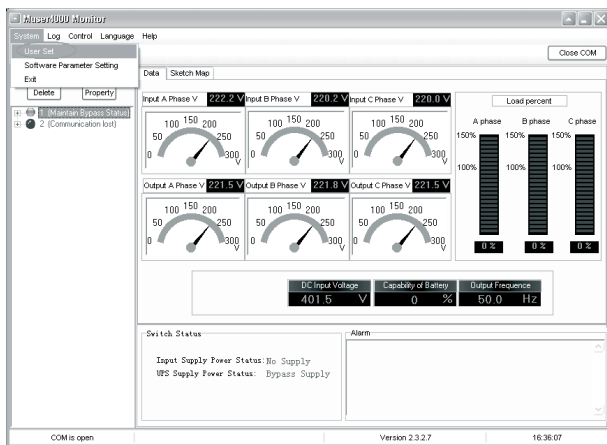 Muser4000 Monitor
System Log Control Language Help
User Set
Software Parameter Setting
Exit
Close COM
Delete Property
1 (Maintain Bypass Status)
2 (Communication lost)
Data Sketch Map
Input A Phase V 222.2 V Input B Phase V 220.2 V Input C Phase V 220.0 V
0 50 100 150 200 250 300 V
0 50 100 150 200 250 300 V
0 50 100 150 200 250 300 V
Output A Phase V 221.5 V Output B Phase V 221.8 V Output C Phase V 221.5 V
0 50 100 150 200 250 300 V
0 50 100 150 200 250 300 V
0 50 100 150 200 250 300 V
Load percent
A phase B phase C phase
150% 150% 150%
100% 100% 100%
0 % 0 % 0 %
DC Input Voltage Capability of Battery Output Frequence
401.5 V 0 % 50.0 Hz
Switch Status
Input Supply Power Status: No Supply
UPS Supply Power Status: Bypass Supply
Alarm
COM is open Version 2.3.2.7 16:36:07